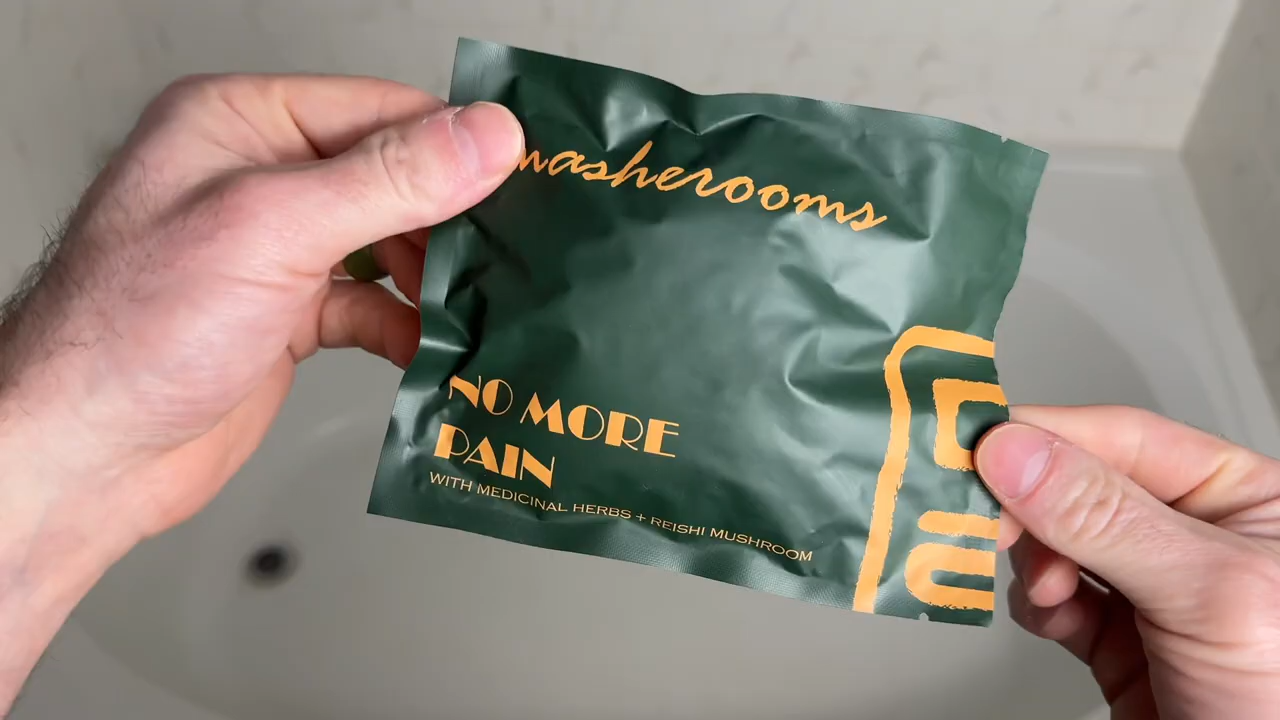 washerooms
NO MORE
PAIN
WITH MEDICINAL HERBS + REISHI MUSHROOM